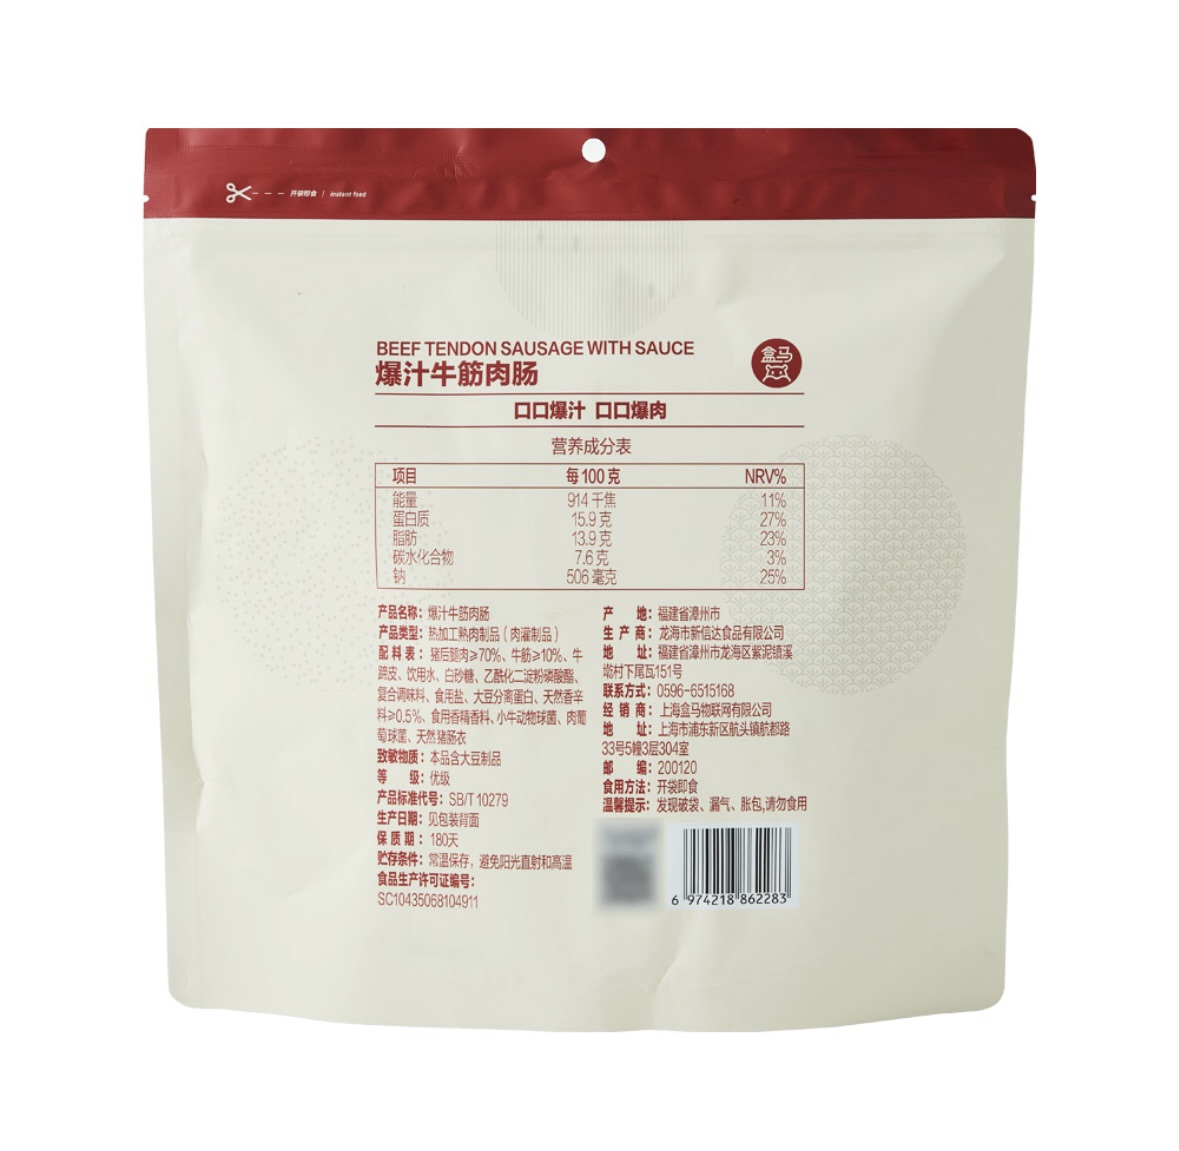 开袋即食 | instant food
BEEF TENDON SAUSAGE WITH SAUCE
爆汁牛筋肉肠
盒马
口口爆汁 口口爆肉
营养成分表
项目 每100克 NRV%
能量 914 千焦 11%
蛋白质 15.9 克 27%
脂肪 13.9 克 23%
碳水化合物 7.6 克 3%
钠 506 毫克 25%
产品名称：爆汁牛筋肉肠
产品类型：热加工熟肉制品（肉灌制品）
配料表：猪后腿肉≥70%、牛筋≥10%、牛
蹄皮、饮用水、白砂糖、乙酰化二淀粉磷酸酯、
复合调味料、食用盐、大豆分离蛋白、天然香辛
料≥0.5%、食用香精香料、小牛动物球菌、肉葡
萄球菌、天然猪肠衣
致敏物质：本品含大豆制品
等级：优级
产品标准代号：SB/T 10279
生产日期：见包装背面
保质期：180天
贮存条件：常温保存，避免阳光直射和高温
食品生产许可证编号：
SC10435068104911
产地：福建省漳州市
生产商：龙海市新信达食品有限公司
地址：福建省漳州市龙海区紫泥镇溪
墘村下尾瓦151号
联系方式：0596-6515168
经销商：上海盒马物联网有限公司
地址：上海市浦东新区航头镇航都路
33号5幢3层304室
邮编：200120
食用方法：开袋即食
温馨提示：发现破袋、漏气、胀包,请勿食用
6 974218 862283